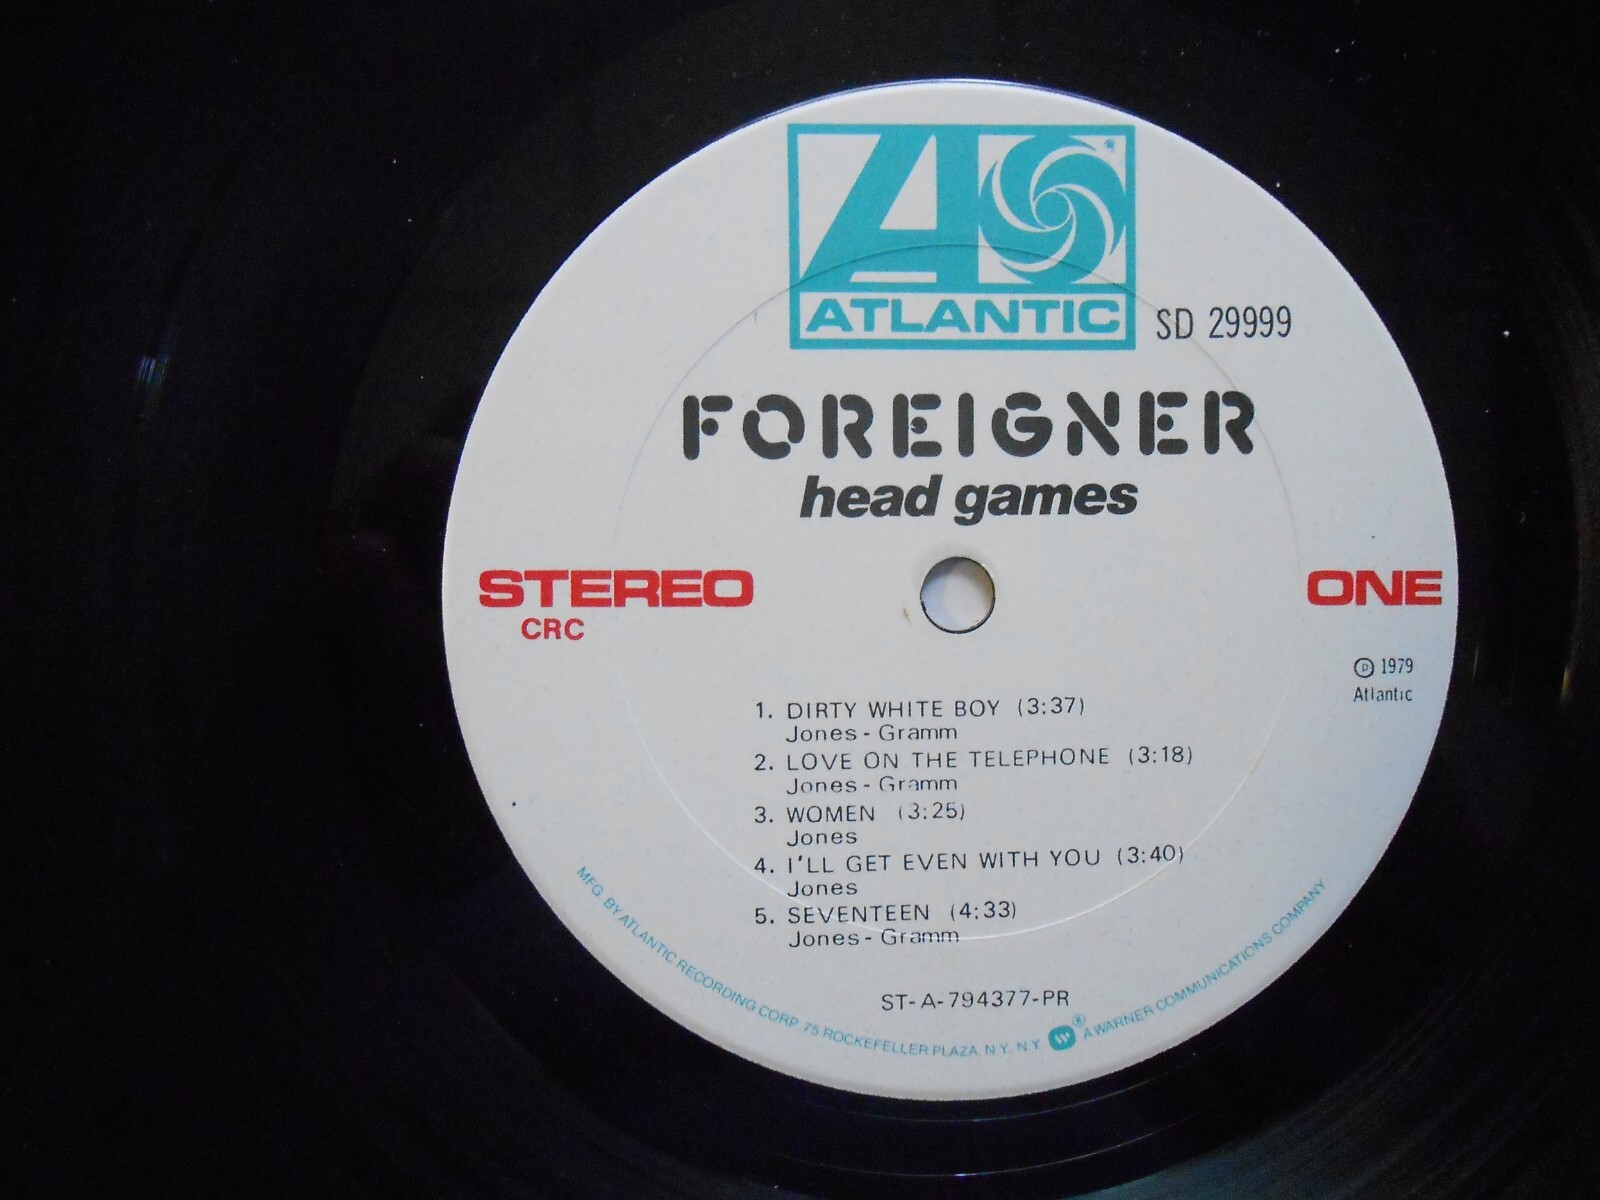 ATLANTIC
SD 29999
FOREIGNER
head games
STEREO
ONE
CRC
Ⓟ 1979
Atlantic
1. DIRTY WHITE BOY (3:37)
Jones - Gramm
2. LOVE ON THE TELEPHONE (3:18)
Jones - Gramm
3. WOMEN (3:25)
Jones
4. I'LL GET EVEN WITH YOU (3:40)
Jones
5. SEVENTEEN (4:33)
Jones - Gramm
ST-A-794377-PR
MFG. BY ATLANTIC RECORDING CORP. 75 ROCKEFELLER PLAZA. N.Y. N.Y. W® A WARNER COMMUNICATIONS COMPANY